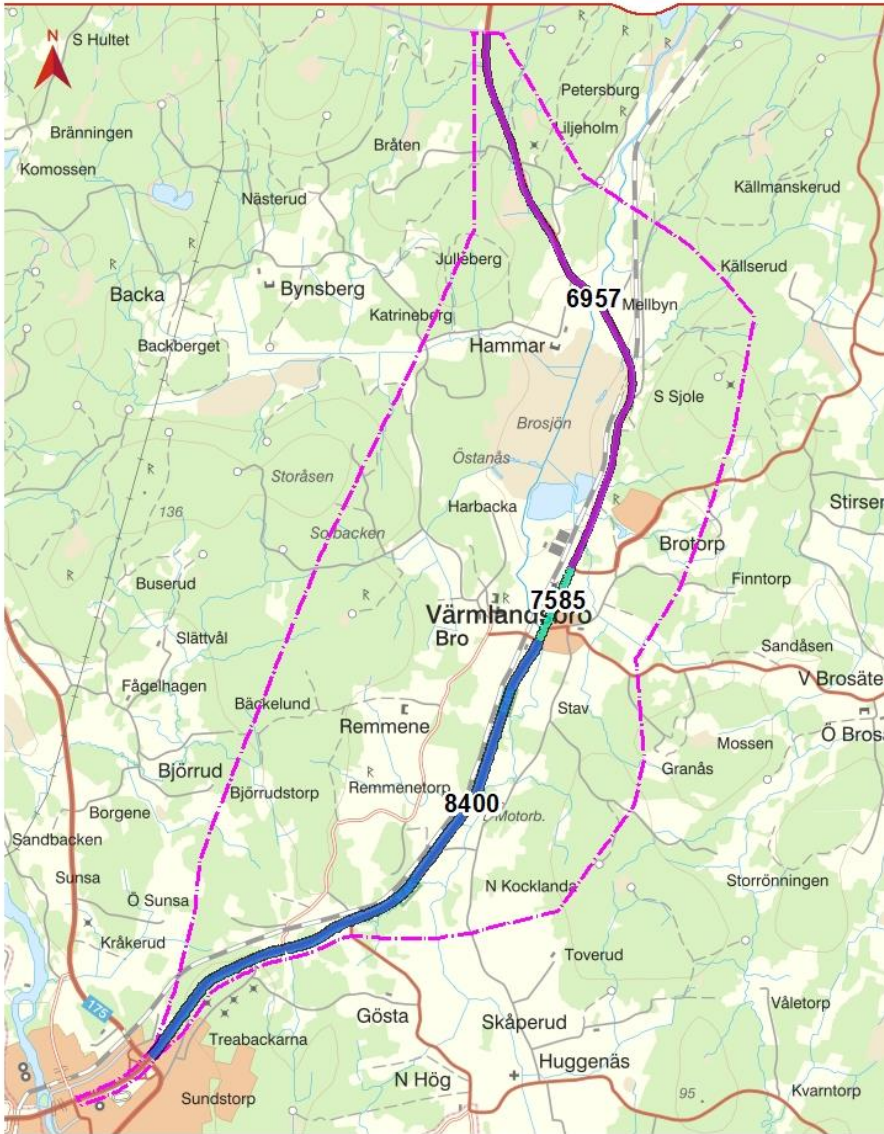 N
S Hultet
Petersburg
Liljeholm
Bränningen
Bråten
Komossen
Källmanskerud
Nästerud
R
R
Julleberg
Källserud
R
R
Backa
Bynsberg
6957
Mellbyn
Katrineberg
Backberget
Hammar
S Sjole
Brosjön
Östanås
Storåsen
136
Harbacka
Stirser
Solbacken
R
Brotorp
R
Buserud
Finntorp
R
7585
Värmlandsbro
Slättvål
Bro
Sandåsen
V Brosäte
Fågelhagen
Bäckelund
Stav
Remmene
Ö Brosä
Mossen
Björrud
R
Granås
Björrudstorp
Remmenetorp
8400
Motorb.
Borgene
Sandbacken
Sunsa
N Kocklanda
Storrönningen
Ö Sunsa
Kråkerud
Toverud
175
Våletorp
Gösta
Skåperud
Treabackarna
Huggenäs
N Hög
95
Kvarntorp
Sundstorp